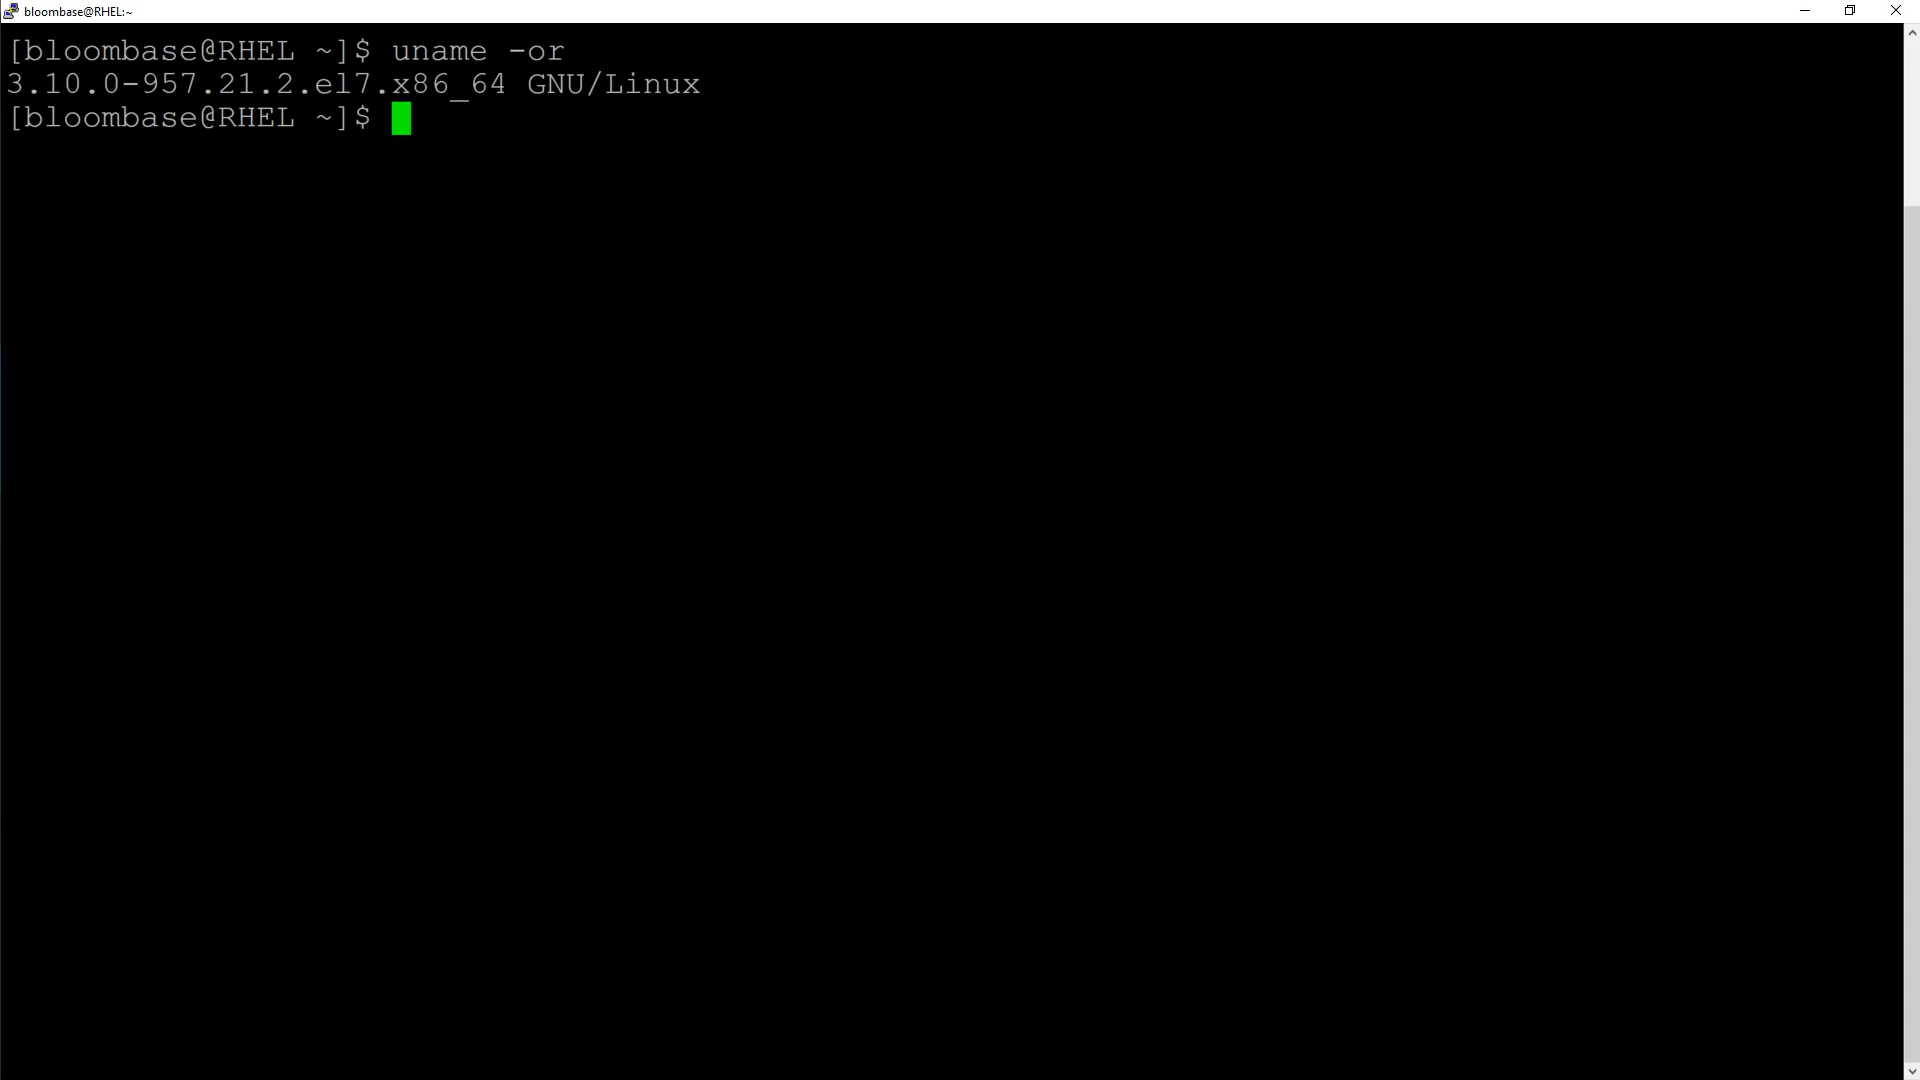 bloombase@RHEL:~
[bloombase@RHEL ~]$ uname -or
3.10.0-957.21.2.el7.x86_64 GNU/Linux
[bloombase@RHEL ~]$